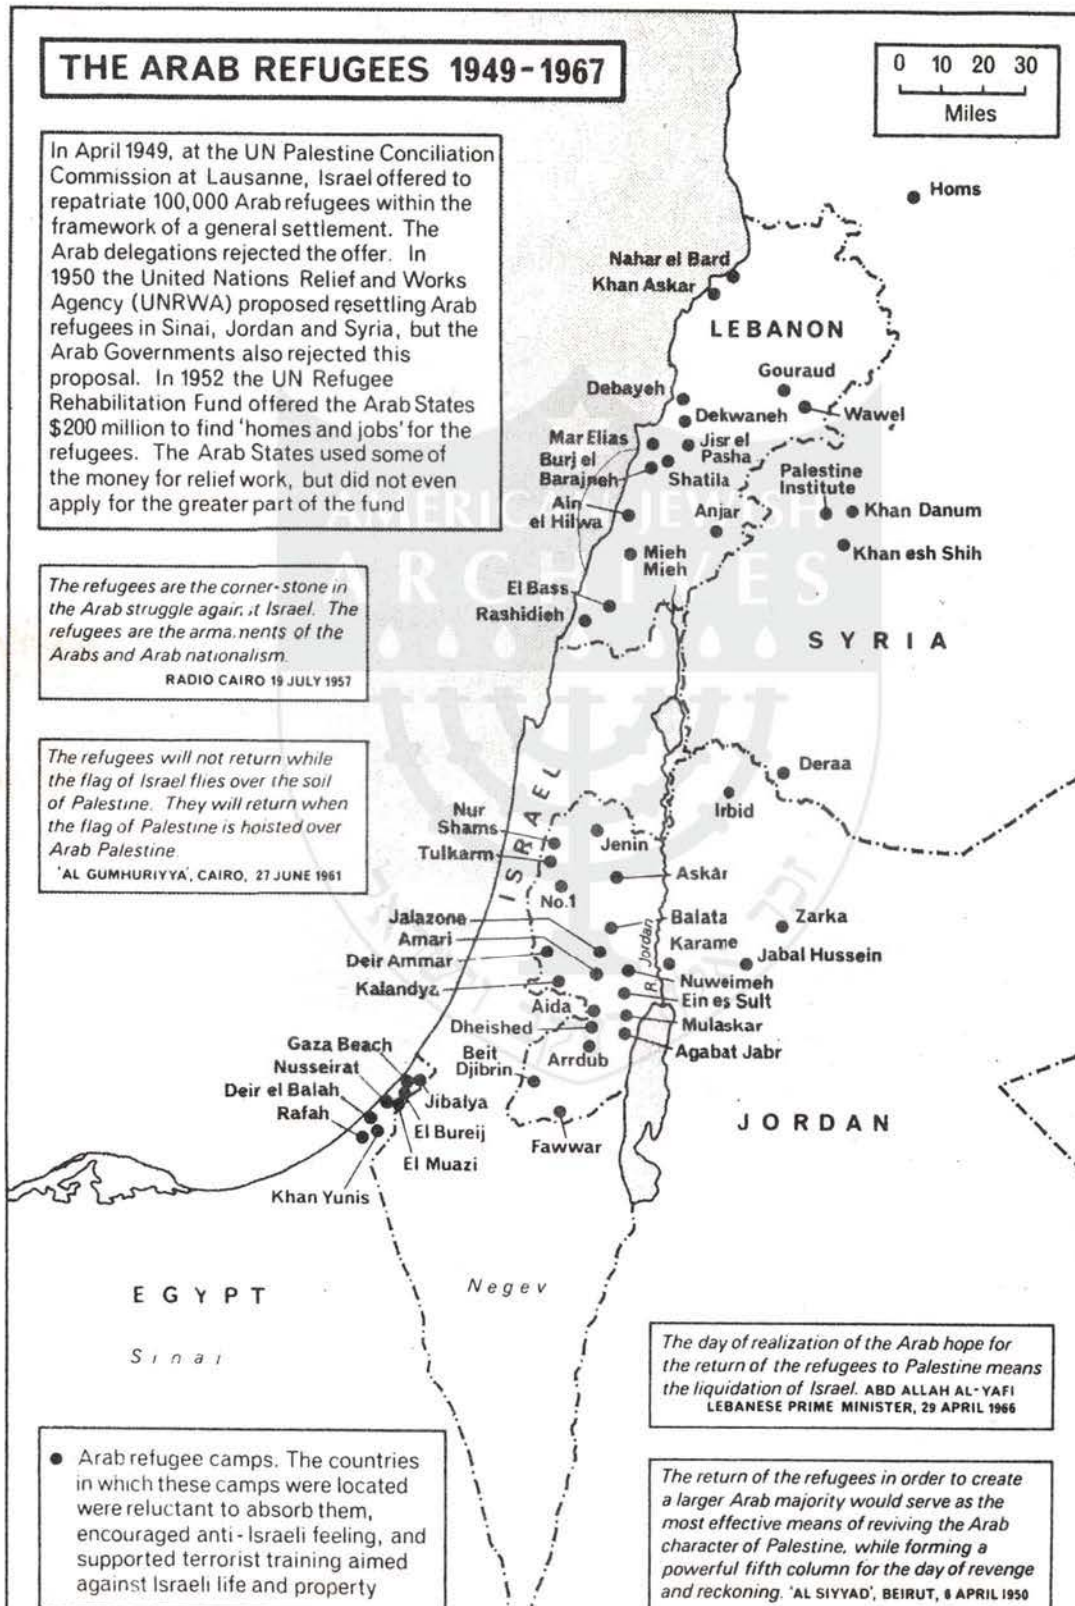 THE ARAB REFUGEES 1949-1967
0 10 20 30
Miles
In April 1949, at the UN Palestine Conciliation
Commission at Lausanne, Israel offered to
repatriate 100,000 Arab refugees within the
framework of a general settlement. The
Arab delegations rejected the offer. In
1950 the United Nations Relief and Works
Agency (UNRWA) proposed resettling Arab
refugees in Sinai, Jordan and Syria, but the
Arab Governments also rejected this
proposal. In 1952 the UN Refugee
Rehabilitation Fund offered the Arab States
$200 million to find 'homes and jobs' for the
refugees. The Arab States used some of
the money for relief work, but did not even
apply for the greater part of the fund
The refugees are the corner-stone in
the Arab struggle against Israel. The
refugees are the armaments of the
Arabs and Arab nationalism.
RADIO CAIRO 19 JULY 1957
The refugees will not return while
the flag of Israel flies over the soil
of Palestine. They will return when
the flag of Palestine is hoisted over
Arab Palestine.
'AL GUMHURIYYA', CAIRO, 27 JUNE 1961
Homs
Nahar el Bard
Khan Askar
LEBANON
Gouraud
Debayeh
Dekwaneh
Wawel
Mar Elias
Jisr el
Pasha
Burj el
Barajneh
Shatila
Palestine
Institute
Ain
el Hilwa
Anjar
Khan Danum
Khan esh Shih
Mieh
Mieh
El Bass
Rashidieh
AMERICAN JEWISH
ARCHIVES
SYRIA
Deraa
Irbid
ISRAEL
Nur
Shams
Jenin
Tulkarm
Askar
No.1
Jalazone
Balata
Zarka
Amari
Karame
Jabal Hussein
Deir Ammar
R. Jordan
Nuweimeh
Kalandya
Ein es Sult
Aida
Mulaskar
Dheished
Agabat Jabr
Arrdub
Gaza Beach
Beit
Djibrin
Nusseirat
Deir el Balah
Jibalya
Rafah
El Bureij
Fawwar
JORDAN
El Muazi
Khan Yunis
EGYPT
Negev
Sinai
● Arab refugee camps. The countries
in which these camps were located
were reluctant to absorb them,
encouraged anti-Israeli feeling, and
supported terrorist training aimed
against Israeli life and property
The day of realization of the Arab hope for
the return of the refugees to Palestine means
the liquidation of Israel. ABD ALLAH AL-YAFI
LEBANESE PRIME MINISTER, 29 APRIL 1966
The return of the refugees in order to create
a larger Arab majority would serve as the
most effective means of reviving the Arab
character of Palestine, while forming a
powerful fifth column for the day of revenge
and reckoning. 'AL SIYYAD', BEIRUT, 6 APRIL 1950